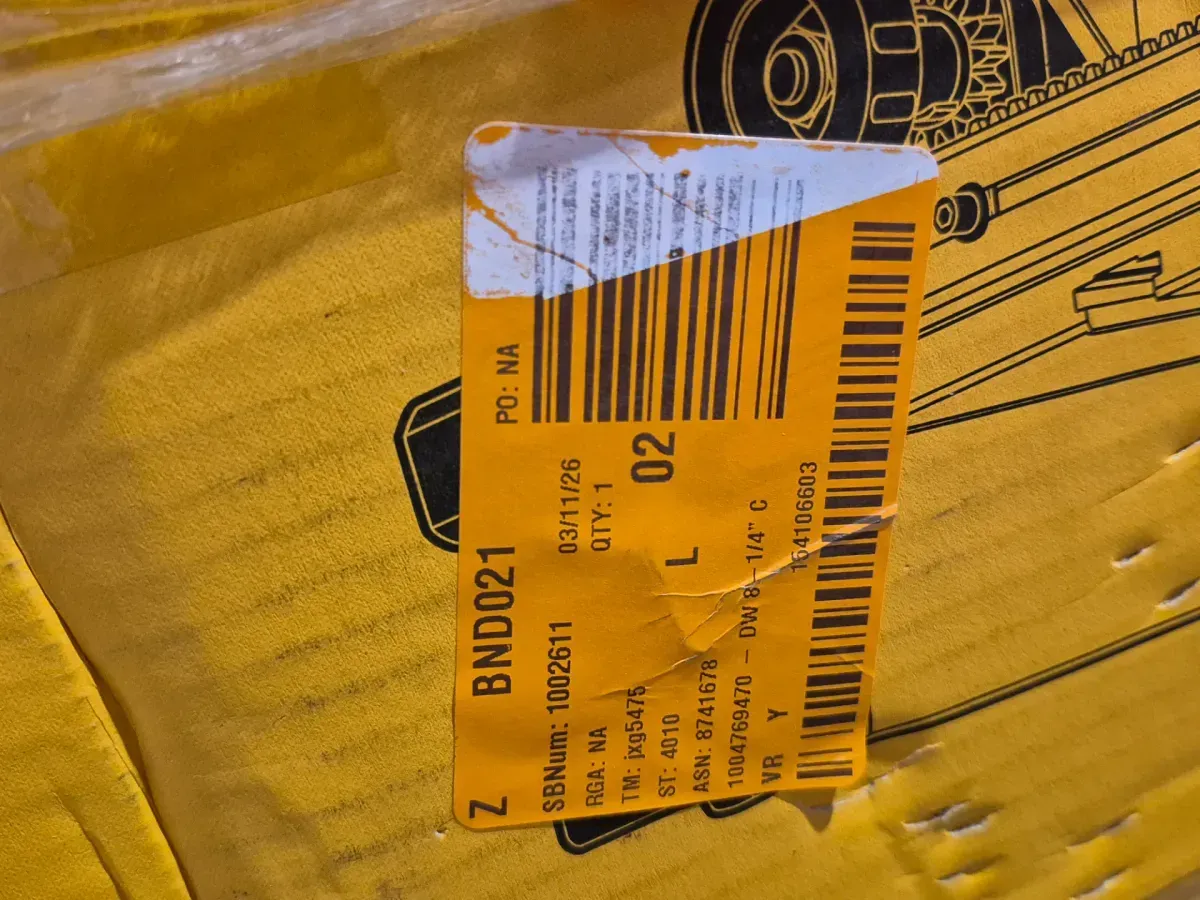 Z BND021 PO: NA
SBNum: 1002611 03/11/26
RGA: NA QTY: 1
TM: jxg5475 02
ST: 4010 L
ASN: 8741678
1004769470 – DW 8–1/4" C
VR Y 154106603